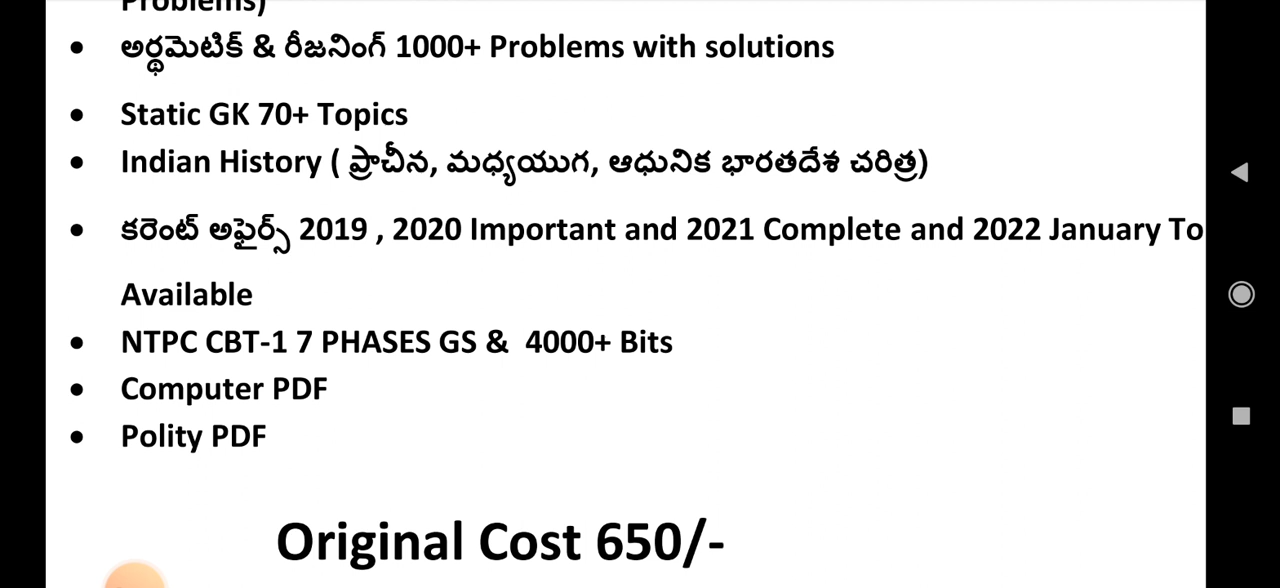 Problems)
• అర్థమెటిక్ & రీజనింగ్ 1000+ Problems with solutions
• Static GK 70+ Topics
• Indian History ( ప్రాచీన, మధ్యయుగ, ఆధునిక భారతదేశ చరిత్ర)
• కరెంట్ అఫైర్స్ 2019 , 2020 Important and 2021 Complete and 2022 January To
Available
• NTPC CBT-1 7 PHASES GS & 4000+ Bits
• Computer PDF
• Polity PDF
Original Cost 650/-